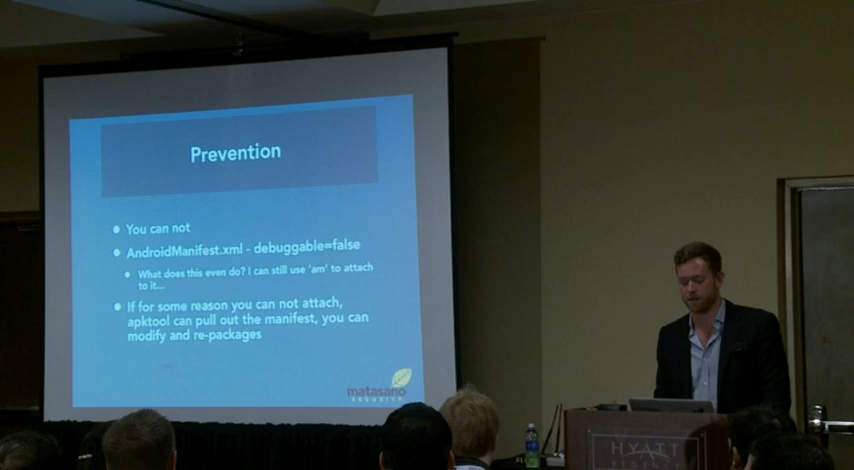 Prevention
You can not
AndroidManifest.xml - debuggable=false
What does this even do? I can still use 'am' to attach
to it...
If for some reason you can not attach,
apktool can pull out the manifest, you can
modify and re-packages
matasano
SECURITY
HYATT
REGENCY